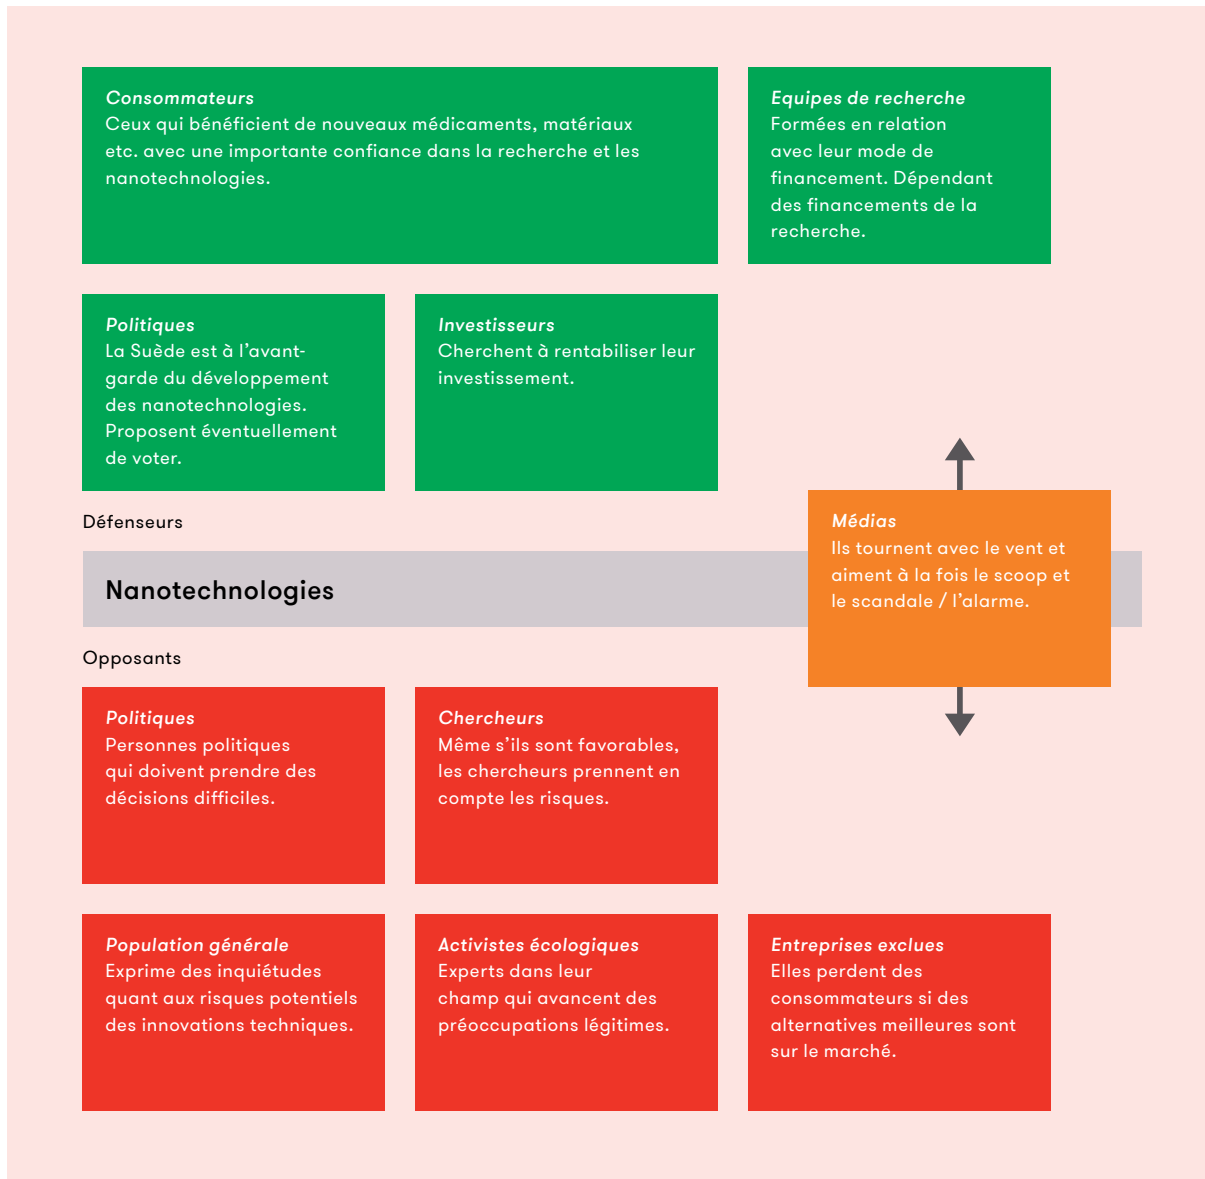 Consommateurs
Ceux qui bénéficient de nouveaux médicaments, matériaux
etc. avec une importante confiance dans la recherche et les
nanotechnologies.
Equipes de recherche
Formées en relation
avec leur mode de
financement. Dépendant
des financements de la
recherche.
Politiques
La Suède est à l’avant-
garde du développement
des nanotechnologies.
Proposent éventuellement
de voter.
Investisseurs
Cherchent à rentabiliser leur
investissement.
Défenseurs
Nanotechnologies
Médias
Ils tournent avec le vent et
aiment à la fois le scoop et
le scandale / l’alarme.
Opposants
Politiques
Personnes politiques
qui doivent prendre des
décisions difficiles.
Chercheurs
Même s’ils sont favorables,
les chercheurs prennent en
compte les risques.
Population générale
Exprime des inquiétudes
quant aux risques potentiels
des innovations techniques.
Activistes écologiques
Experts dans leur
champ qui avancent des
préoccupations légitimes.
Entreprises exclues
Elles perdent des
consommateurs si des
alternatives meilleures sont
sur le marché.